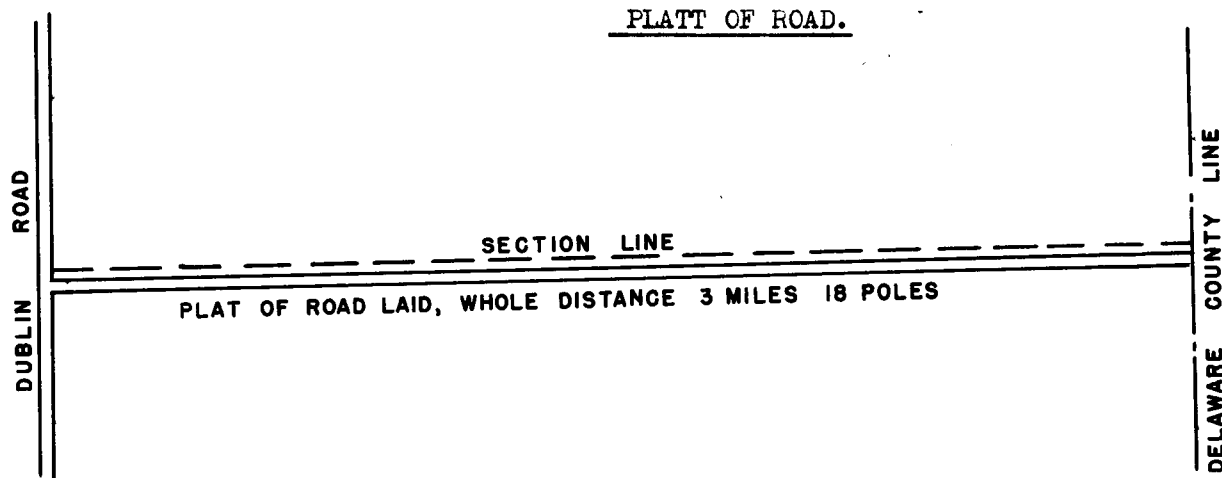 PLATT OF ROAD.
DUBLIN ROAD
SECTION LINE
PLAT OF ROAD LAID, WHOLE DISTANCE 3 MILES 18 POLES
DELAWARE COUNTY LINE